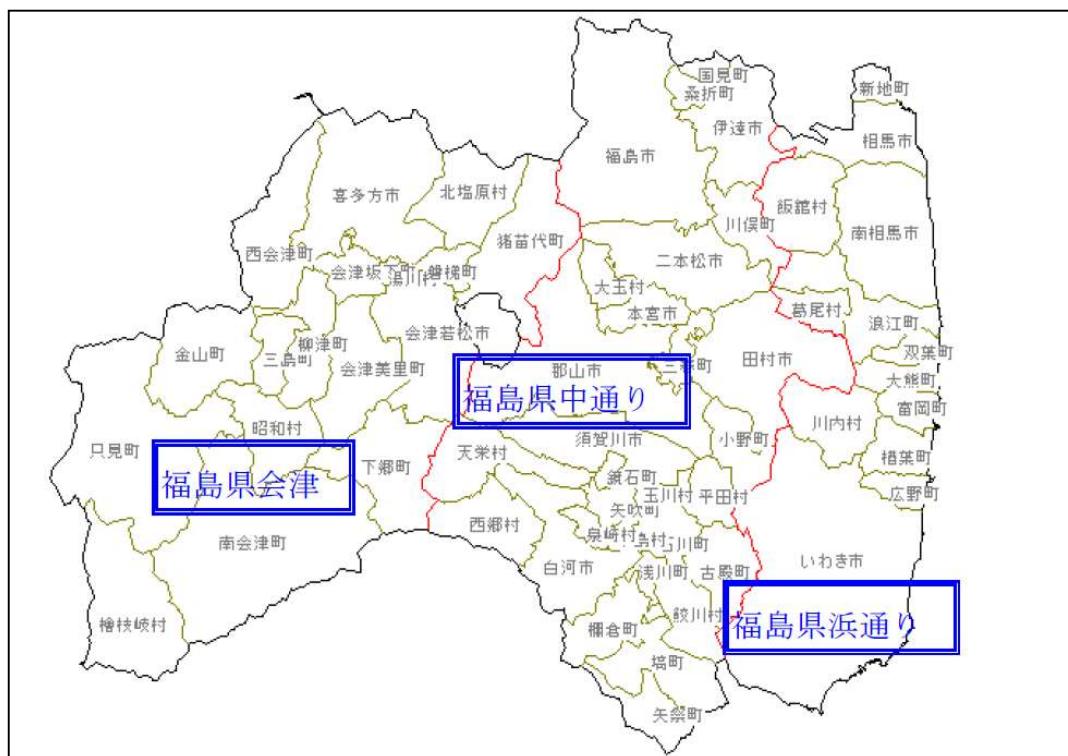 国見町
桑折町
新地町
伊達市
相馬市
福島市
喜多方市
北塩原村
飯舘村
川俣町
猪苗代町
南相馬市
西会津町
二本松市
会津坂下町
湯川村
磐梯町
大玉村
本宮市
葛尾村
浪江町
会津若松市
双葉町
金山町
柳津町
三島町
会津美里町
郡山市
田村市
大熊町
福島県中通り
富岡町
昭和村
川内村
只見町
須賀川市
小野町
天栄村
下郷町
楢葉町
福島県会津
鏡石町
玉川村
平田村
広野町
矢吹町
西郷村
泉崎村
島村
川町
南会津町
いわき市
白河市
浅川町
古殿町
檜枝岐村
鮫川村
福島県浜通り
棚倉町
塙町
矢祭町